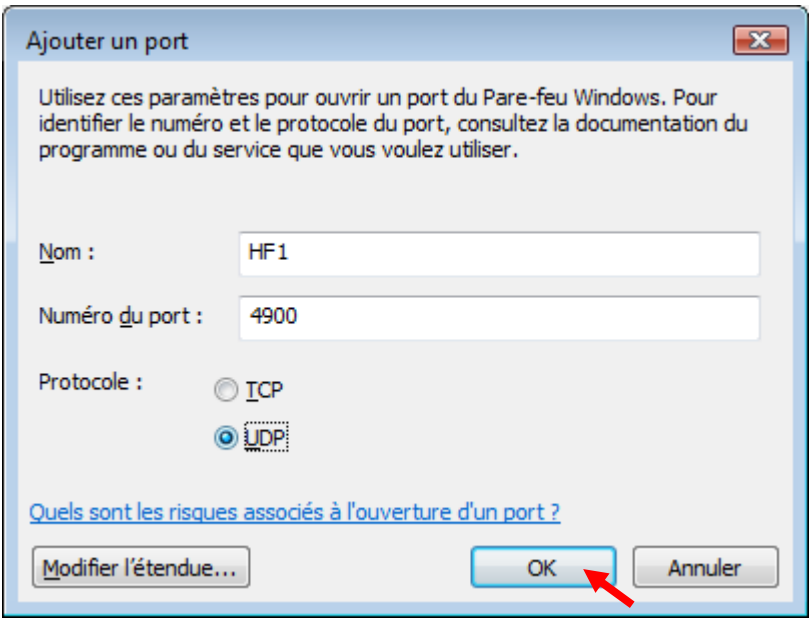 Ajouter un port
Utilisez ces paramètres pour ouvrir un port du Pare-feu Windows. Pour
identifier le numéro et le protocole du port, consultez la documentation du
programme ou du service que vous voulez utiliser.
Nom : HF1
Numéro du port : 4900
Protocole : TCP
UDP
Quels sont les risques associés à l'ouverture d'un port ?
Modifier l'étendue... OK Annuler